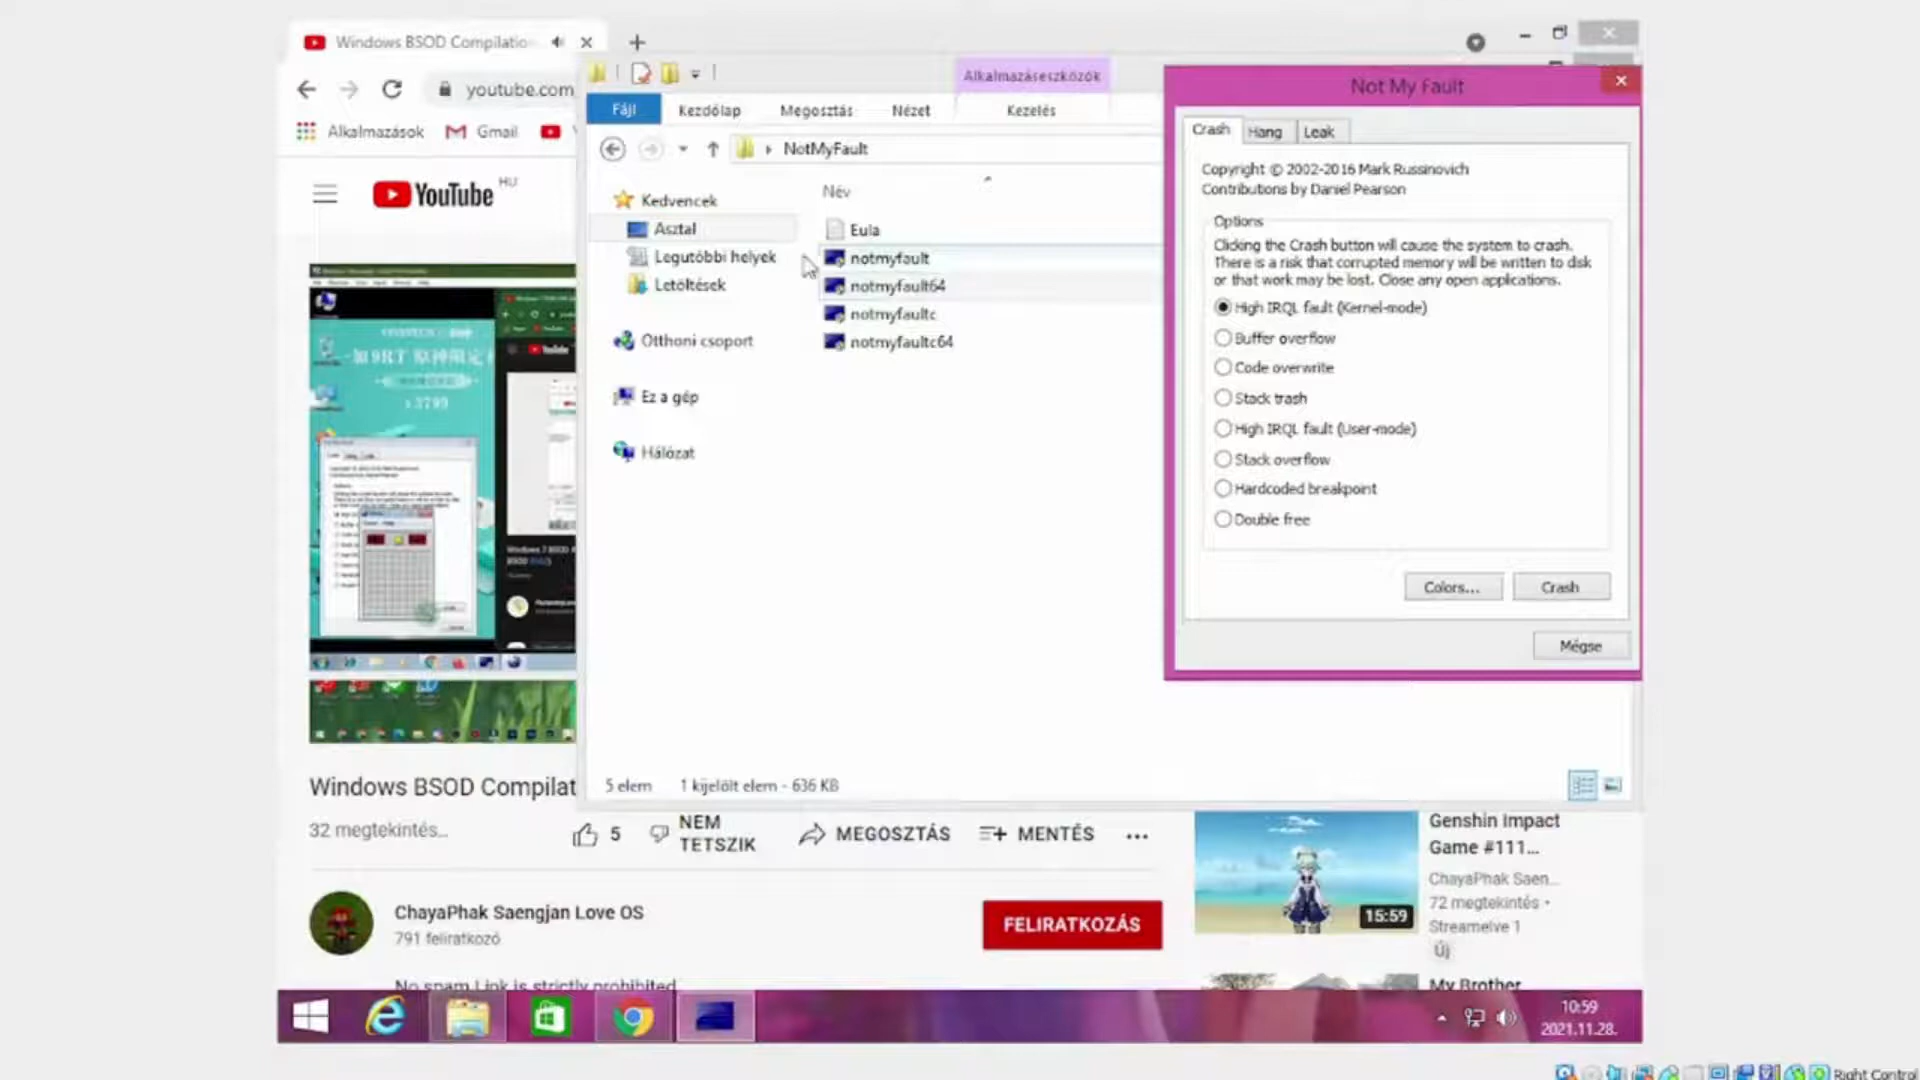 Windows BSOD Compilatio
youtube.com
Alkalmazások
Gmail
YouTube HU
Alkalmazáseszközök
Fájl
Kezdőlap
Megosztás
Nézet
Kezelés
NotMyFault
Kedvencek
Asztal
Legutóbbi helyek
Letöltések
Otthoni csoport
Ez a gép
Hálózat
Név
Eula
notmyfault
notmyfault64
notmyfaultc
notmyfaultc64
5 elem
1 kijelölt elem - 636 KB
Not My Fault
Crash
Hang
Leak
Copyright © 2002-2016 Mark Russinovich
Contributions by Daniel Pearson
Options
Clicking the Crash button will cause the system to crash.
There is a risk that corrupted memory will be written to disk
or that work may be lost. Close any open applications.
High IRQL fault (Kernel-mode)
Buffer overflow
Code overwrite
Stack trash
High IRQL fault (User-mode)
Stack overflow
Hardcoded breakpoint
Double free
Colors...
Crash
Mégse
Windows BSOD Compilat
32 megtekintés...
5
NEM
TETSZIK
MEGOSZTÁS
MENTÉS
ChayaPhak Saengjan Love OS
791 feliratkozó
FELIRATKOZÁS
No spam Link is strictly prohibited
15:59
Genshin Impact
Game #111...
ChayaPhak Saen...
72 megtekintés •
Streamelve 1
Új
My Brother
10:59
2021.11.28.
Right Control